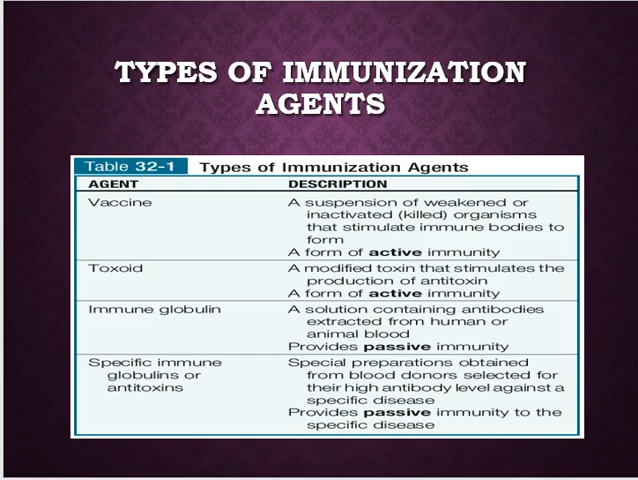 TYPES OF IMMUNIZATION
AGENTS
Table 32-1 Types of Immunization Agents
AGENT DESCRIPTION
Vaccine A suspension of weakened or
inactivated (killed) organisms
that stimulate immune bodies to
form
A form of active immunity
Toxoid A modified toxin that stimulates the
production of antitoxin
A form of active immunity
Immune globulin A solution containing antibodies
extracted from human or
animal blood
Provides passive immunity
Specific immune Special preparations obtained
globulins or from blood donors selected for
antitoxins their high antibody level against a
specific disease
Provides passive immunity to the
specific disease